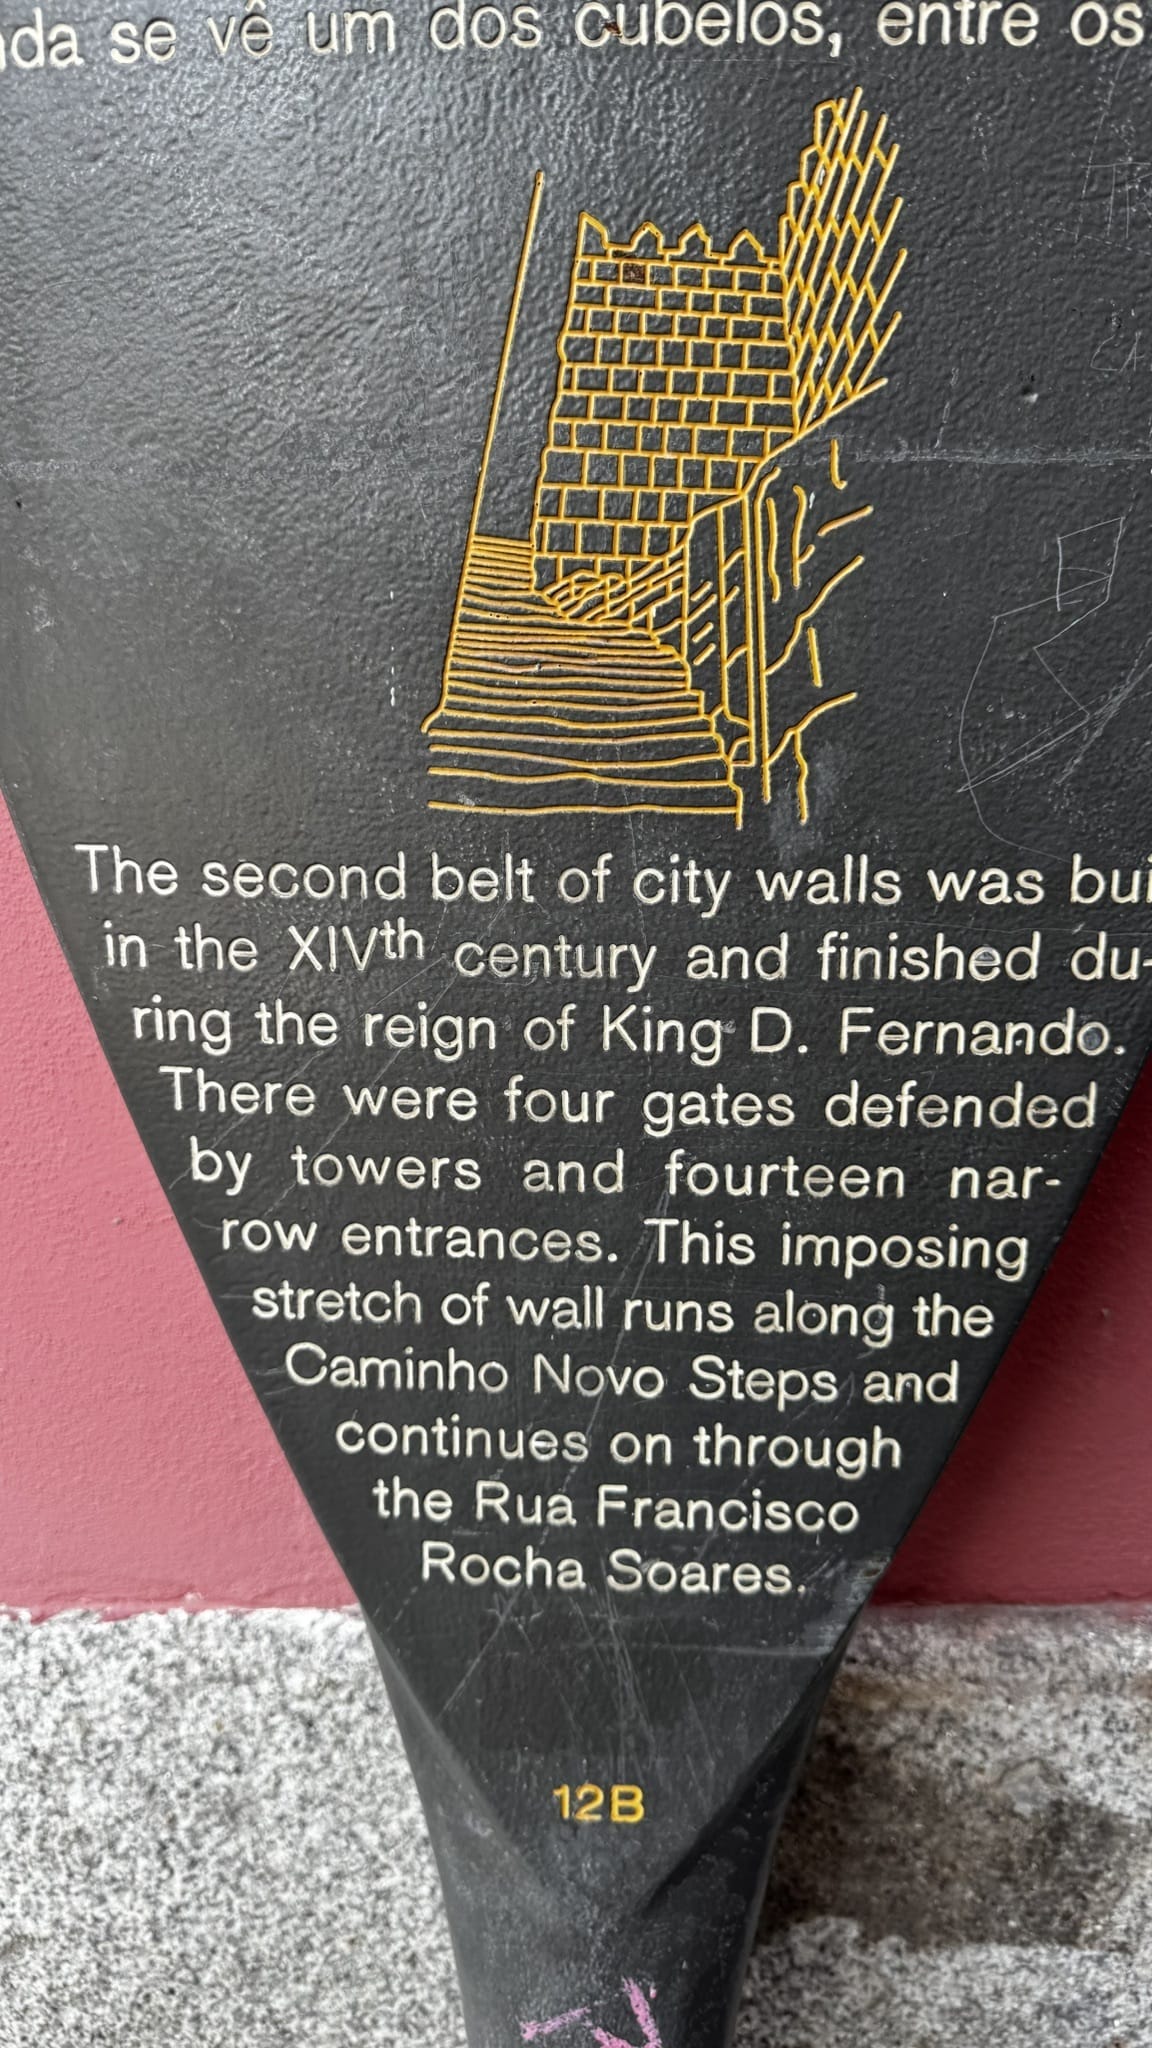 se vê um dos cubelos, entre os
The second belt of city walls was
in the XIVth century and finished du-
ring the reign of King D. Fernando.
There were four gates defended
by towers and fourteen nar-
row entrances. This imposing
stretch of wall runs along the
Caminho Novo Steps and
continues on through
the Rua Francisco
Rocha Soares.
12B